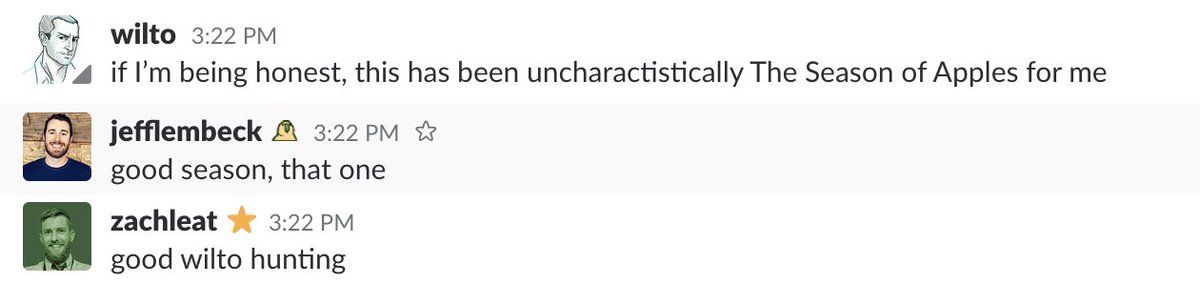 wilto 3:22 PM
if I'm being honest, this has been uncharactistically The Season of Apples for me
jefflembeck 3:22 PM
good season, that one
zachleat 3:22 PM
good wilto hunting